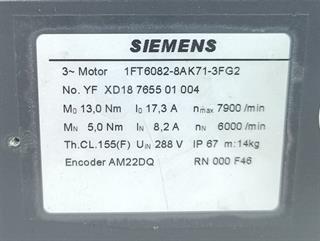 SIEMENS
3~ Motor 1FT6082-8AK71-3FG2
No. YF XD18 7655 01 004
M₀ 13,0 Nm I₀ 17,3 A nmax 7900 /min
MN 5,0 Nm IN 8,2 A nN 6000 /min
Th.CL.155(F) UIN 288 V IP 67 m:14kg
Encoder AM22DQ RN 000 F46